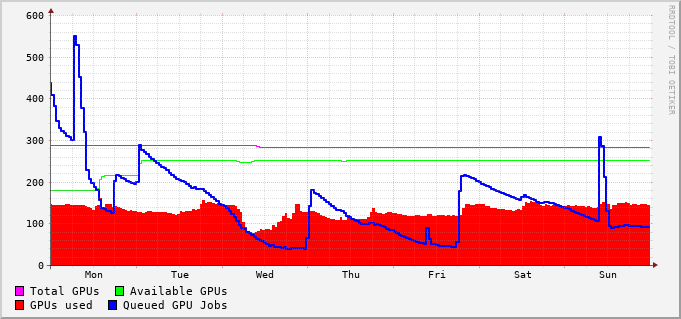 600
500
400
300
200
100
0
Mon Tue Wed Thu Fri Sat Sun
Total GPUs Available GPUs
GPUs used Queued GPU Jobs
RRDTOOL / TOBI OETIKER